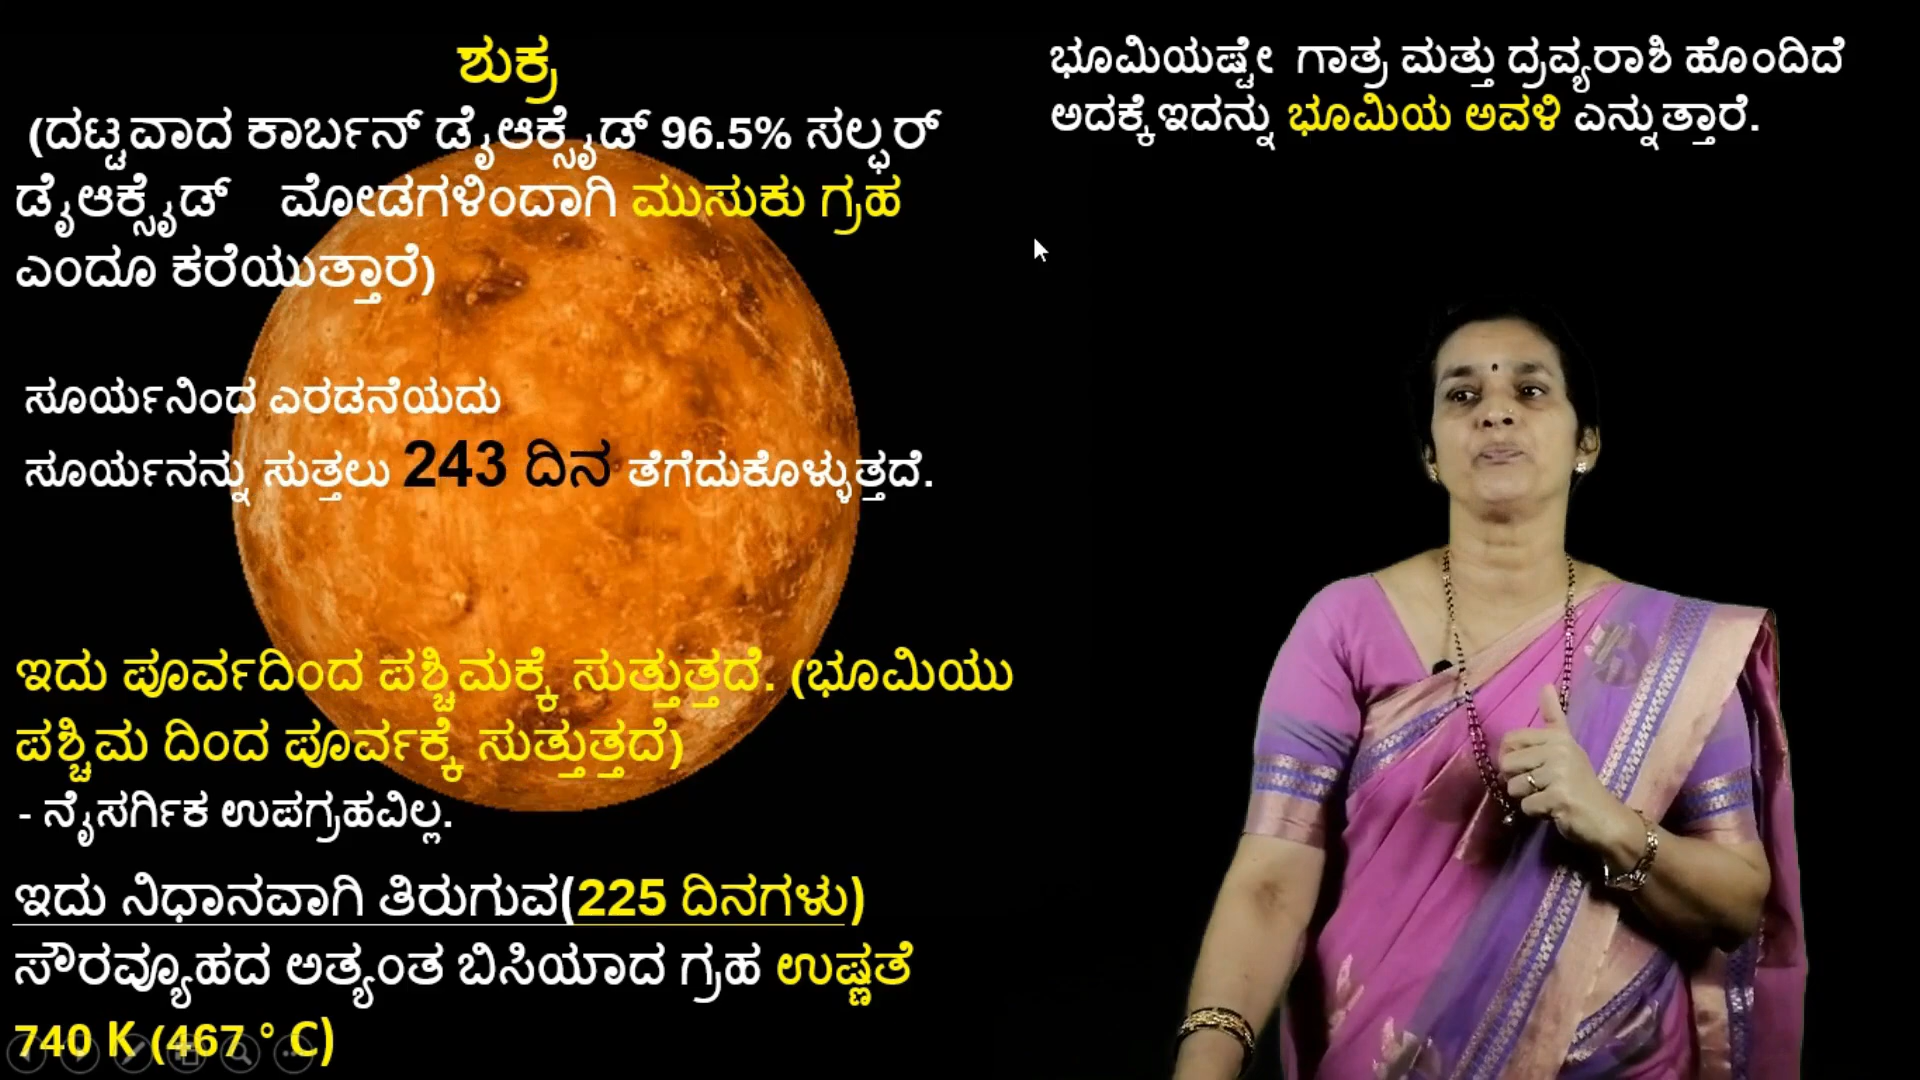 ಶುಕ್ರ
(ದಟ್ಟವಾದ ಕಾರ್ಬನ್ ಡೈಆಕ್ಸೈಡ್ 96.5% ಸಲ್ಫರ್
ಡೈಆಕ್ಸೈಡ್ ಮೋಡಗಳಿಂದಾಗಿ ಮುಸುಕು ಗ್ರಹ
ಎಂದೂ ಕರೆಯುತ್ತಾರೆ)
ಸೂರ್ಯನಿಂದ ಎರಡನೆಯದು
ಸೂರ್ಯನನ್ನು ಸುತ್ತಲು 243 ದಿನ ತೆಗೆದುಕೊಳ್ಳುತ್ತದೆ.
ಇದು ಪೂರ್ವದಿಂದ ಪಶ್ಚಿಮಕ್ಕೆ ಸುತ್ತುತ್ತದೆ. (ಭೂಮಿಯು
ಪಶ್ಚಿಮ ದಿಂದ ಪೂರ್ವಕ್ಕೆ ಸುತ್ತುತ್ತದೆ)
- ನೈಸರ್ಗಿಕ ಉಪಗ್ರಹವಿಲ್ಲ.
ಇದು ನಿಧಾನವಾಗಿ ತಿರುಗುವ(225 ದಿನಗಳು)
ಸೌರವ್ಯೂಹದ ಅತ್ಯಂತ ಬಿಸಿಯಾದ ಗ್ರಹ ಉಷ್ಣತೆ
740 K (467 ° C)
ಭೂಮಿಯಷ್ಟೇ ಗಾತ್ರ ಮತ್ತು ದ್ರವ್ಯರಾಶಿ ಹೊಂದಿದೆ
ಅದಕ್ಕೆಇದನ್ನು ಭೂಮಿಯ ಅವಳಿ ಎನ್ನುತ್ತಾರೆ.